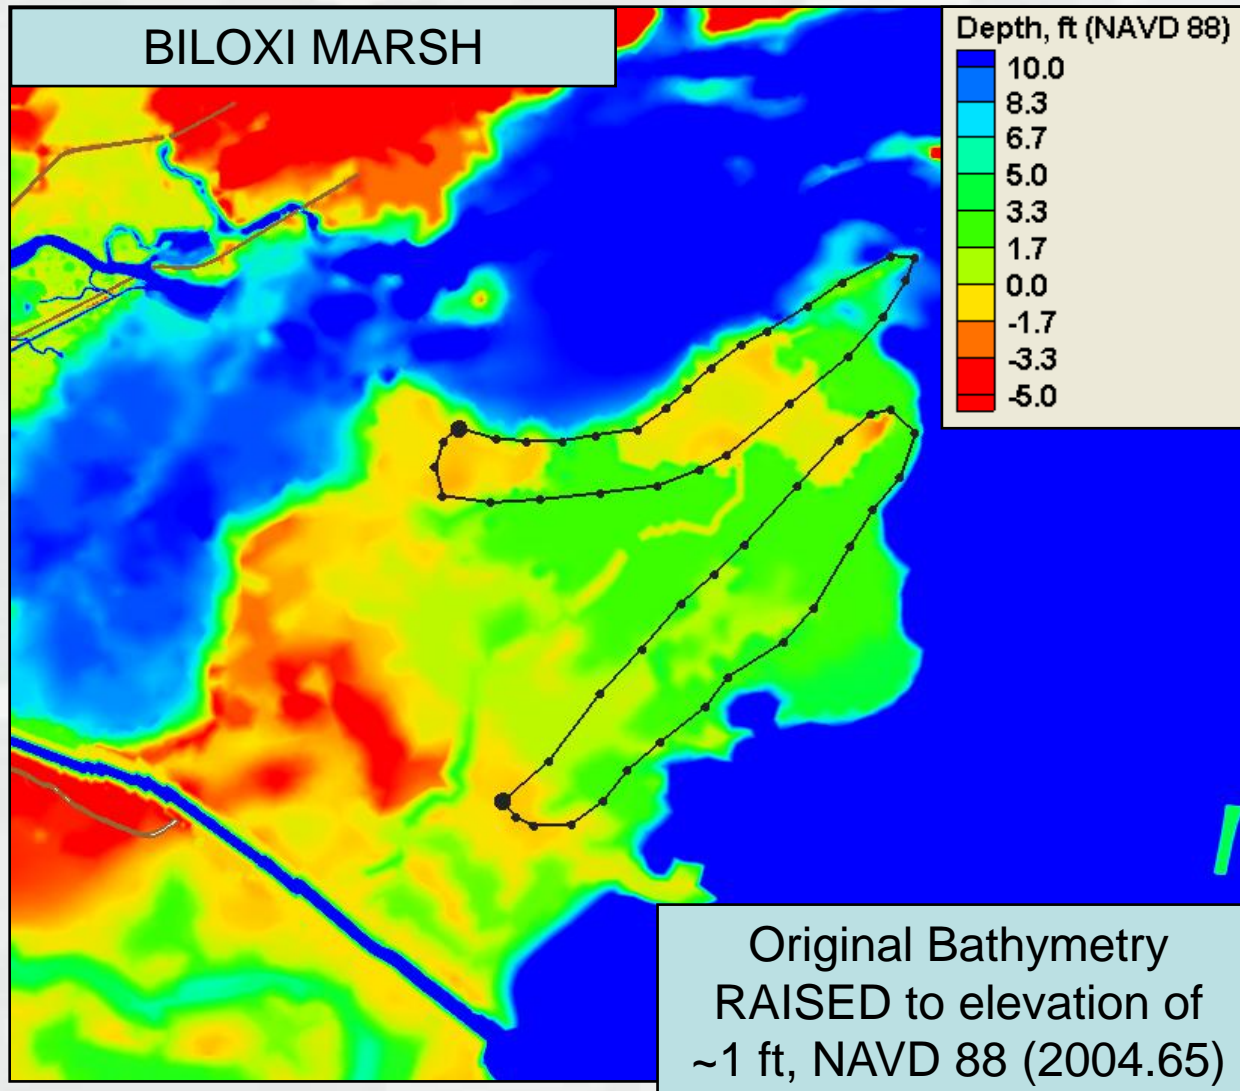 BILOXI MARSH
Depth, ft (NAVD 88)
10.0
8.3
6.7
5.0
3.3
1.7
0.0
-1.7
-3.3
-5.0
Original Bathymetry
RAISED to elevation of
~1 ft, NAVD 88 (2004.65)